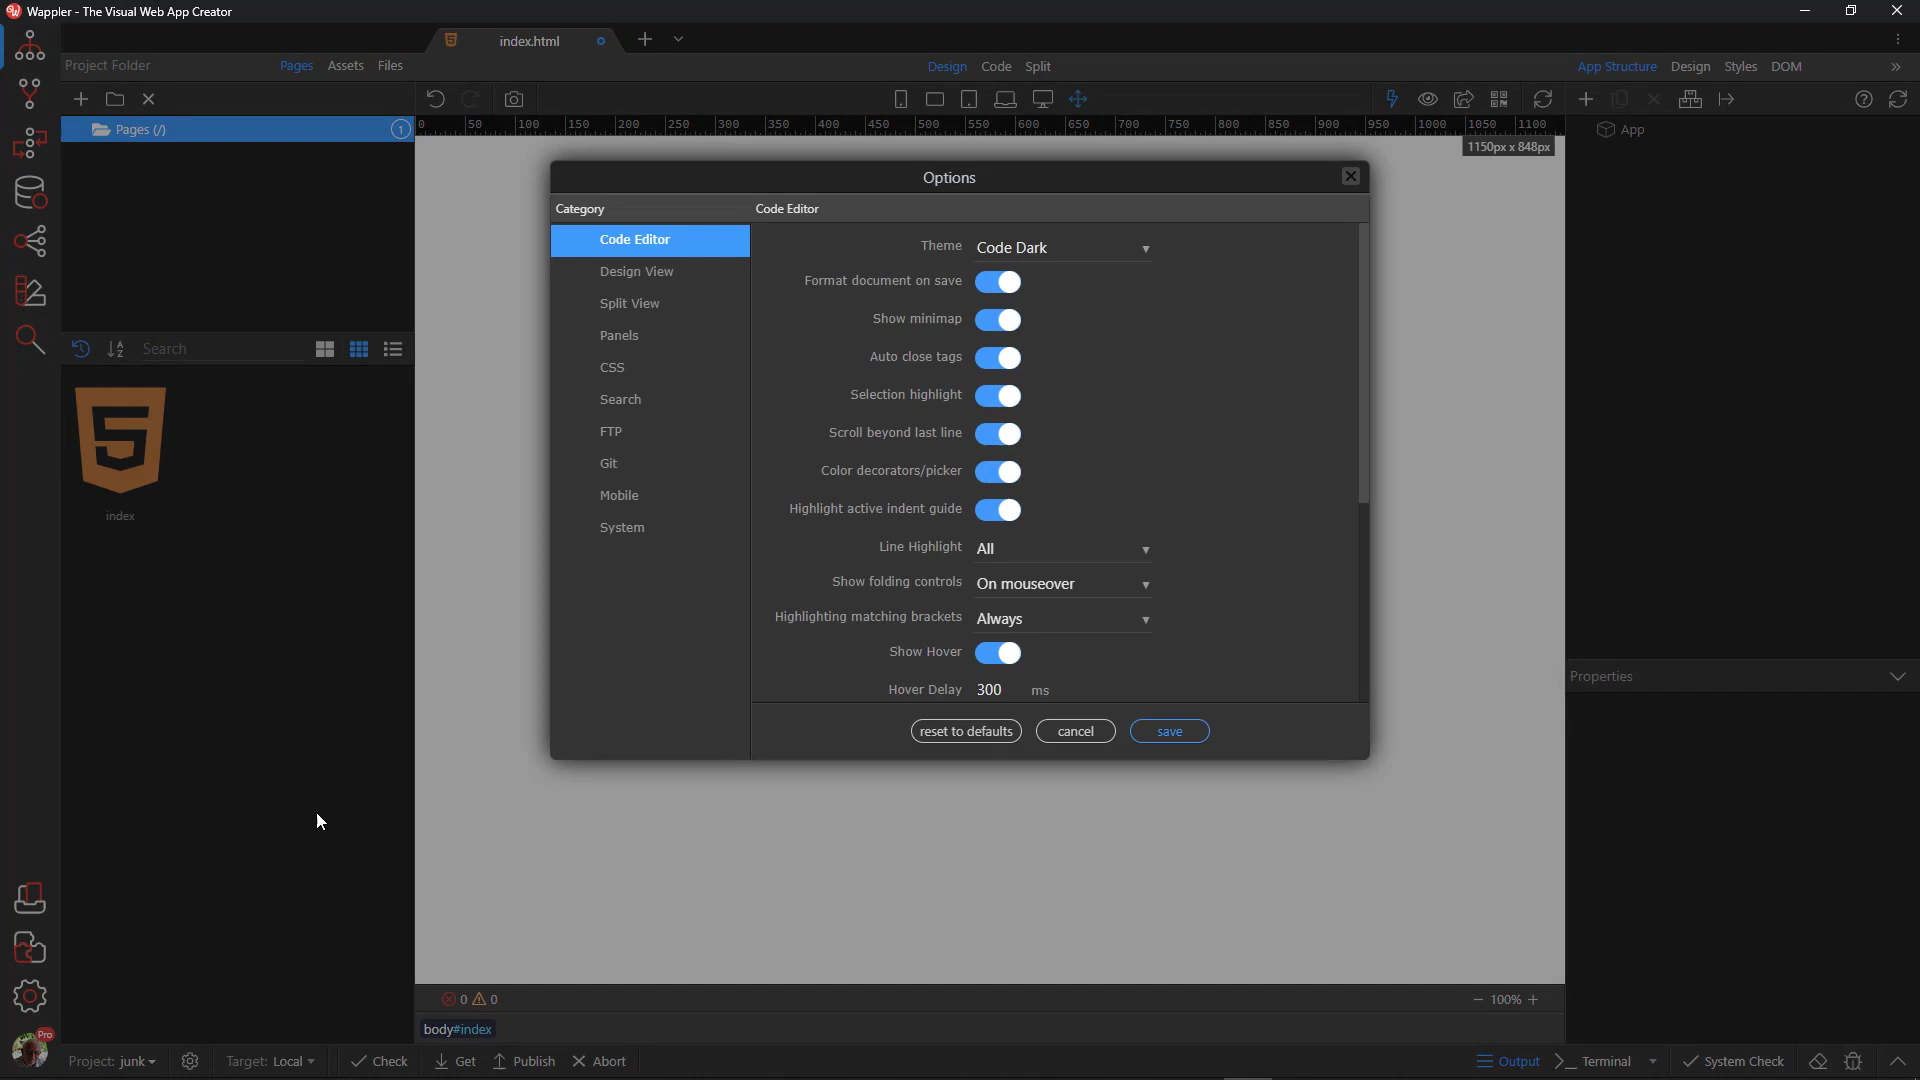 Wappler - The Visual Web App Creator
index.html
Project Folder
Pages Assets Files
Design Code Split
App Structure Design Styles DOM
Pages (/) 1
0 50 100 150 200 250 300 350 400 450 500 550 600 650 700 750 800 850 900 950 1000 1050 1100
App
1150px x 848px
Options
Category
Code Editor
Code Editor
Design View
Split View
Panels
CSS
Search
FTP
Git
Mobile
System
Theme Code Dark
Format document on save
Show minimap
Auto close tags
Selection highlight
Scroll beyond last line
Color decorators/picker
Highlight active indent guide
Line Highlight All
Show folding controls On mouseover
Highlighting matching brackets Always
Show Hover
Hover Delay 300 ms
reset to defaults cancel save
Search
index
Properties
0 0
100%
body#index
Pro
Project: junk
Target: Local
Check
Get
Publish
Abort
Output
Terminal
System Check